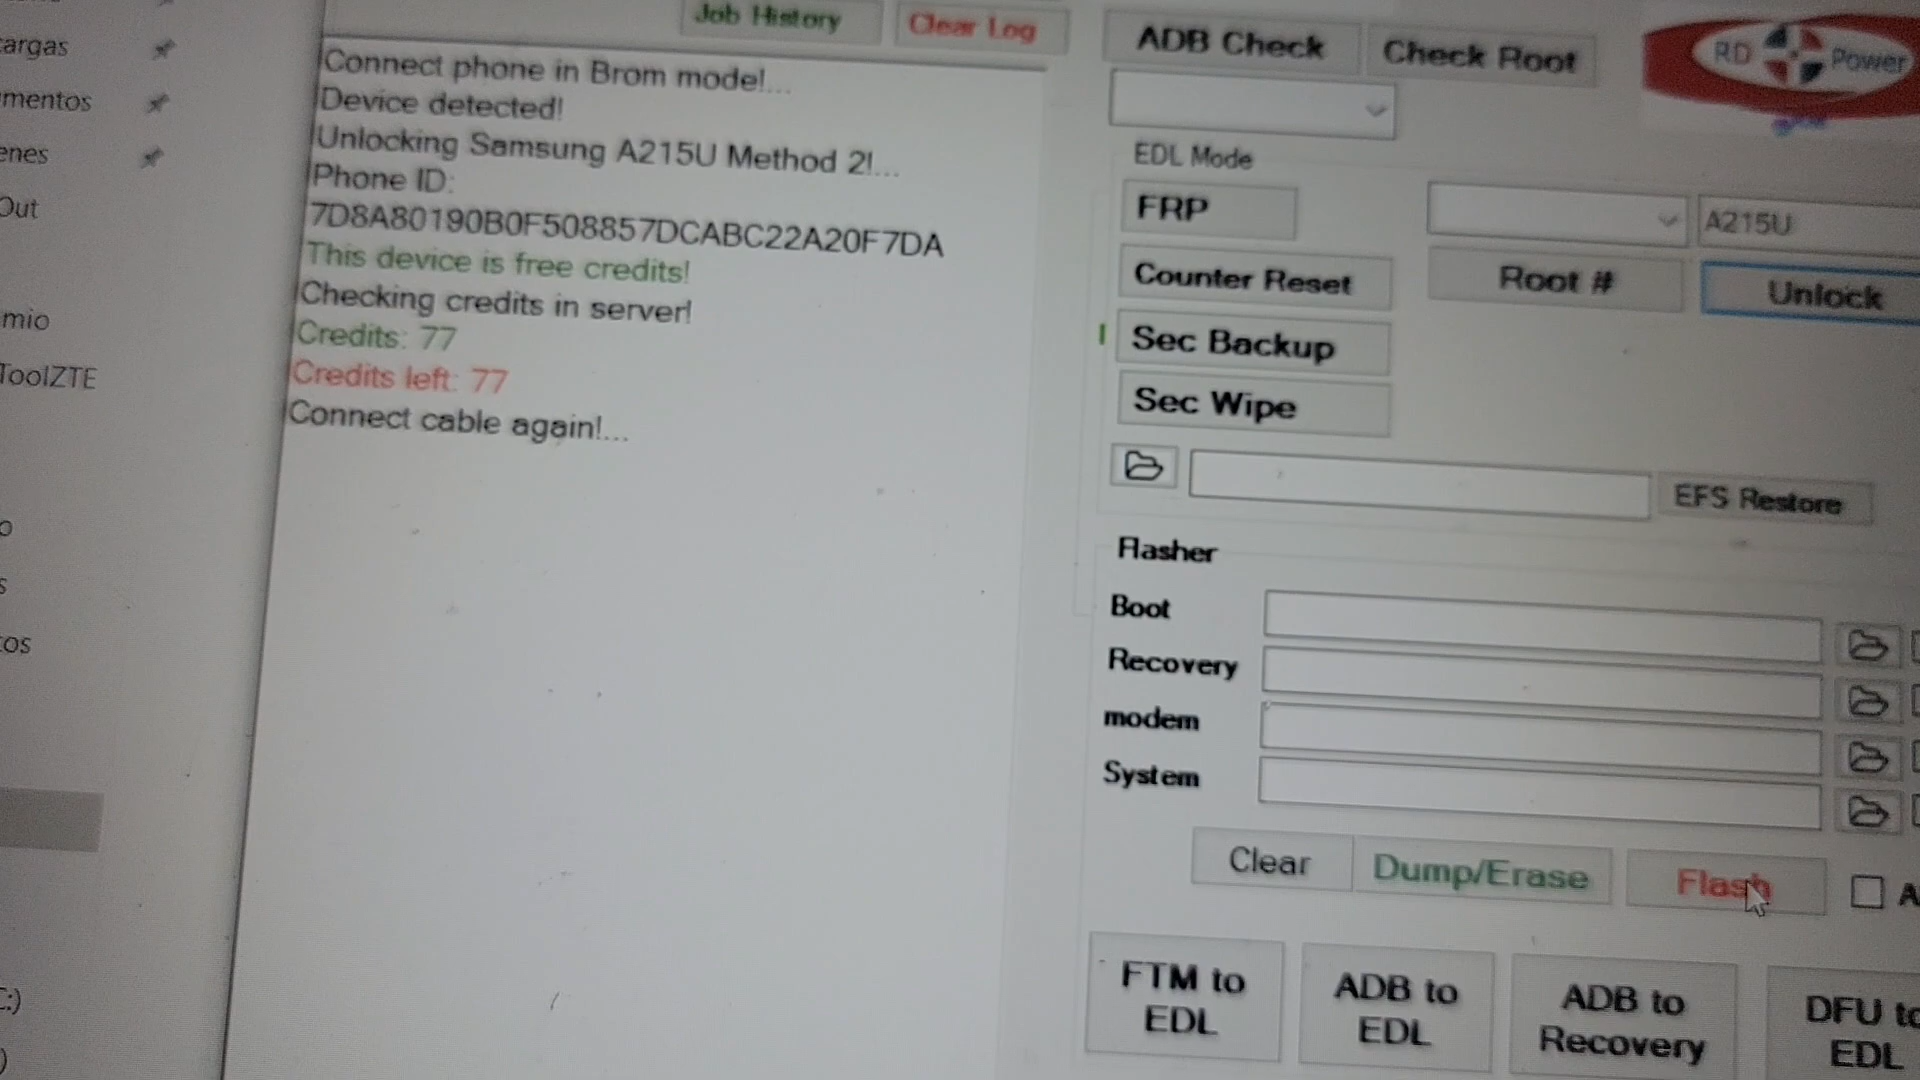 Job History
Clear Log
ADB Check
Check Root
RD Power
cargas
mentos
enes
Out
mio
ToolZTE
o
s
tos
C:)
)
Connect phone in Brom mode!...
Device detected!
Unlocking Samsung A215U Method 2!...
Phone ID:
7D8A80190B0F508857DCABC22A20F7DA
This device is free credits!
Checking credits in server!
Credits: 77
Credits left: 77
Connect cable again!...
EDL Mode
FRP
A215U
Counter Reset
Root #
Unlock
Sec Backup
Sec Wipe
EFS Restore
Flasher
Boot
Recovery
modem
System
Clear
Dump/Erase
Flash
A
FTM to
EDL
ADB to
EDL
ADB to
Recovery
DFU to
EDL